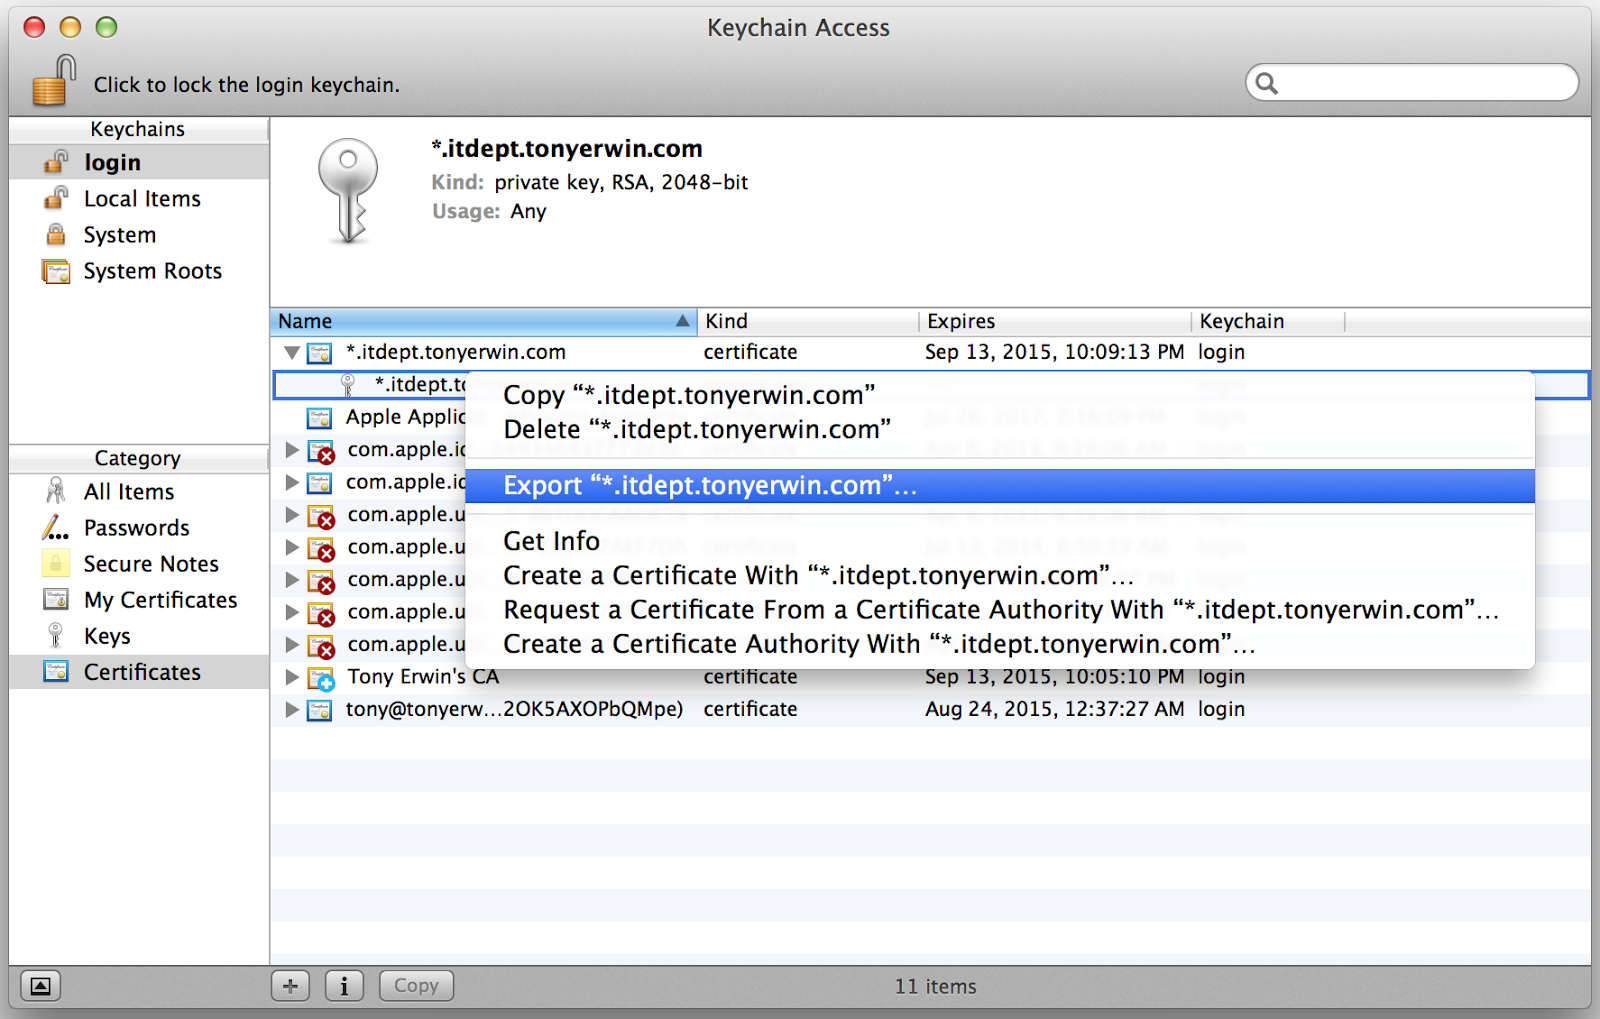 Keychain Access
Click to lock the login keychain.
Keychains
login
Local Items
System
System Roots
*.itdept.tonyerwin.com
Kind: private key, RSA, 2048-bit
Usage: Any
Name Kind Expires Keychain
*.itdept.tonyerwin.com certificate Sep 13, 2015, 10:09:13 PM login
*.itdept.to
Apple Applic
com.apple.id
com.apple.id
com.apple.u
com.apple.u
com.apple.u
com.apple.u
com.apple.u
Tony Erwin's CA certificate Sep 13, 2015, 10:05:10 PM login
tony@tonyerw...2OK5AXOPbQMpe) certificate Aug 24, 2015, 12:37:27 AM login
Copy “*.itdept.tonyerwin.com”
Delete “*.itdept.tonyerwin.com”
Export “*.itdept.tonyerwin.com”...
Get Info
Create a Certificate With “*.itdept.tonyerwin.com”...
Request a Certificate From a Certificate Authority With “*.itdept.tonyerwin.com”...
Create a Certificate Authority With “*.itdept.tonyerwin.com”...
Category
All Items
Passwords
Secure Notes
My Certificates
Keys
Certificates
Copy
11 items